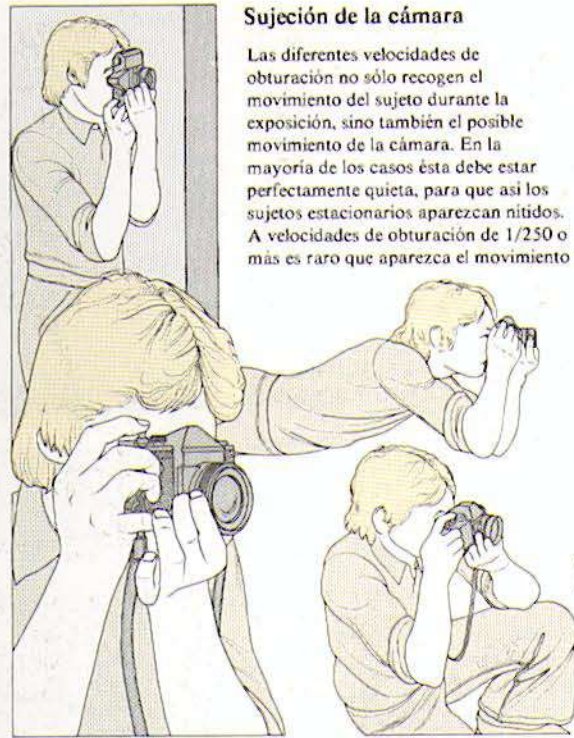 Sujeción de la cámara
Las diferentes velocidades de
obturación no sólo recogen el
movimiento del sujeto durante la
exposición, sino también el posible
movimiento de la cámara. En la
mayoría de los casos ésta debe estar
perfectamente quieta, para que así los
sujetos estacionarios aparezcan nítidos.
A velocidades de obturación de 1/250 o
más es raro que aparezca el movimiento